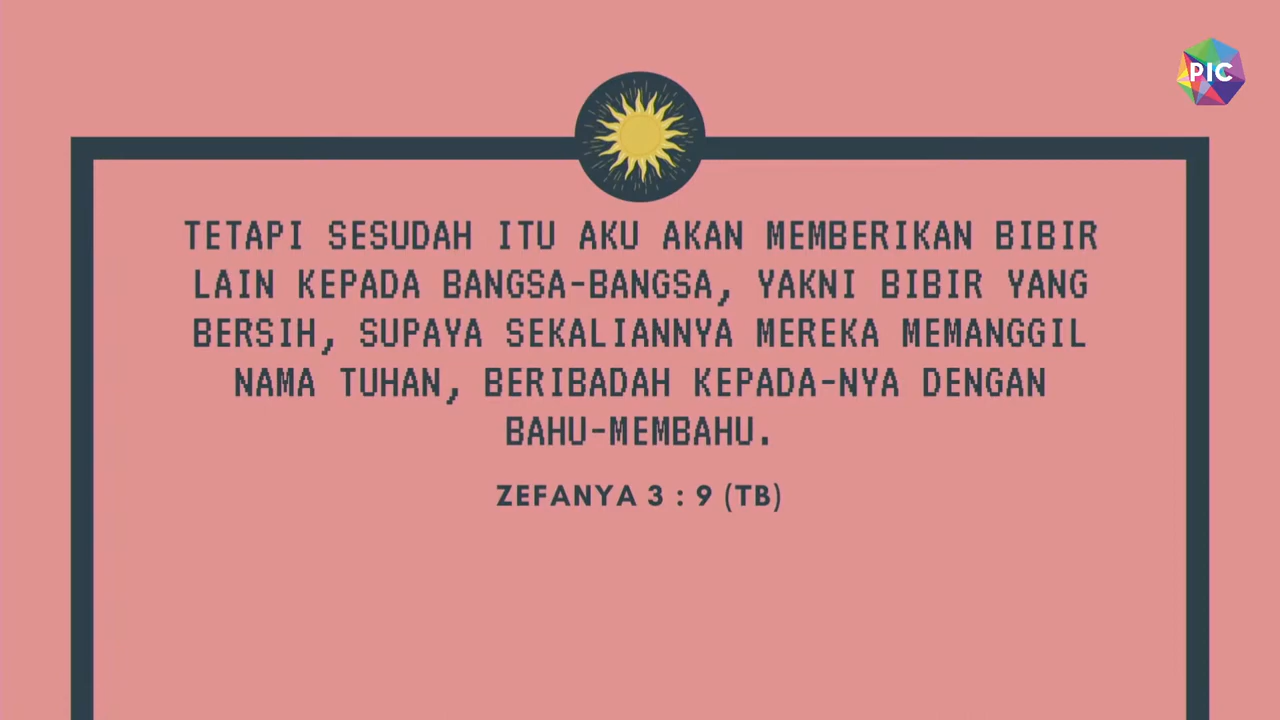 PIC
TETAPI SESUDAH ITU AKU AKAN MEMBERIKAN BIBIR
LAIN KEPADA BANGSA-BANGSA, YAKNI BIBIR YANG
BERSIH, SUPAYA SEKALIANNYA MEREKA MEMANGGIL
NAMA TUHAN, BERIBADAH KEPADA-NYA DENGAN
BAHU-MEMBAHU.
ZEFANYA 3 : 9 (TB)